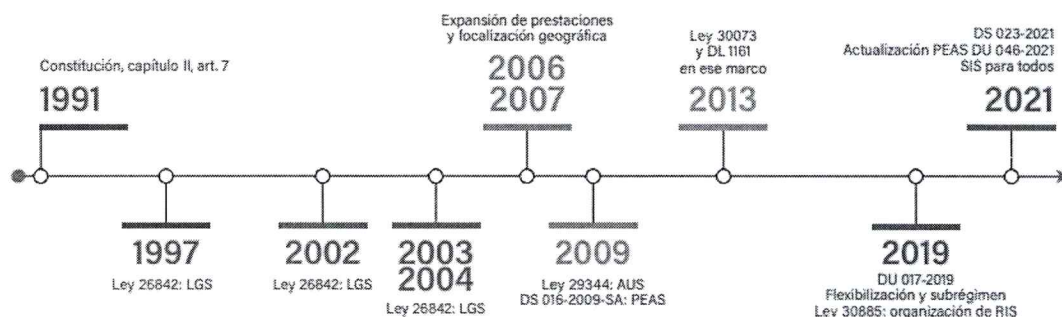 Constitución, capítulo II, art. 7
1991
1997
Ley 26842: LGS
2002
Ley 26842: LGS
2003
2004
Ley 26842: LGS
Expansión de prestaciones
y focalización geográfica
2006
2007
2009
Ley 29344: AUS
DS 016-2009-SA: PEAS
Ley 30073
y DL 1161
en ese marco
2013
2019
DU 017-2019
Flexibilización y subrégimen
Ley 30885: organización de RIS
DS 023-2021
Actualización PEAS DU 046-2021
SIS para todos
2021